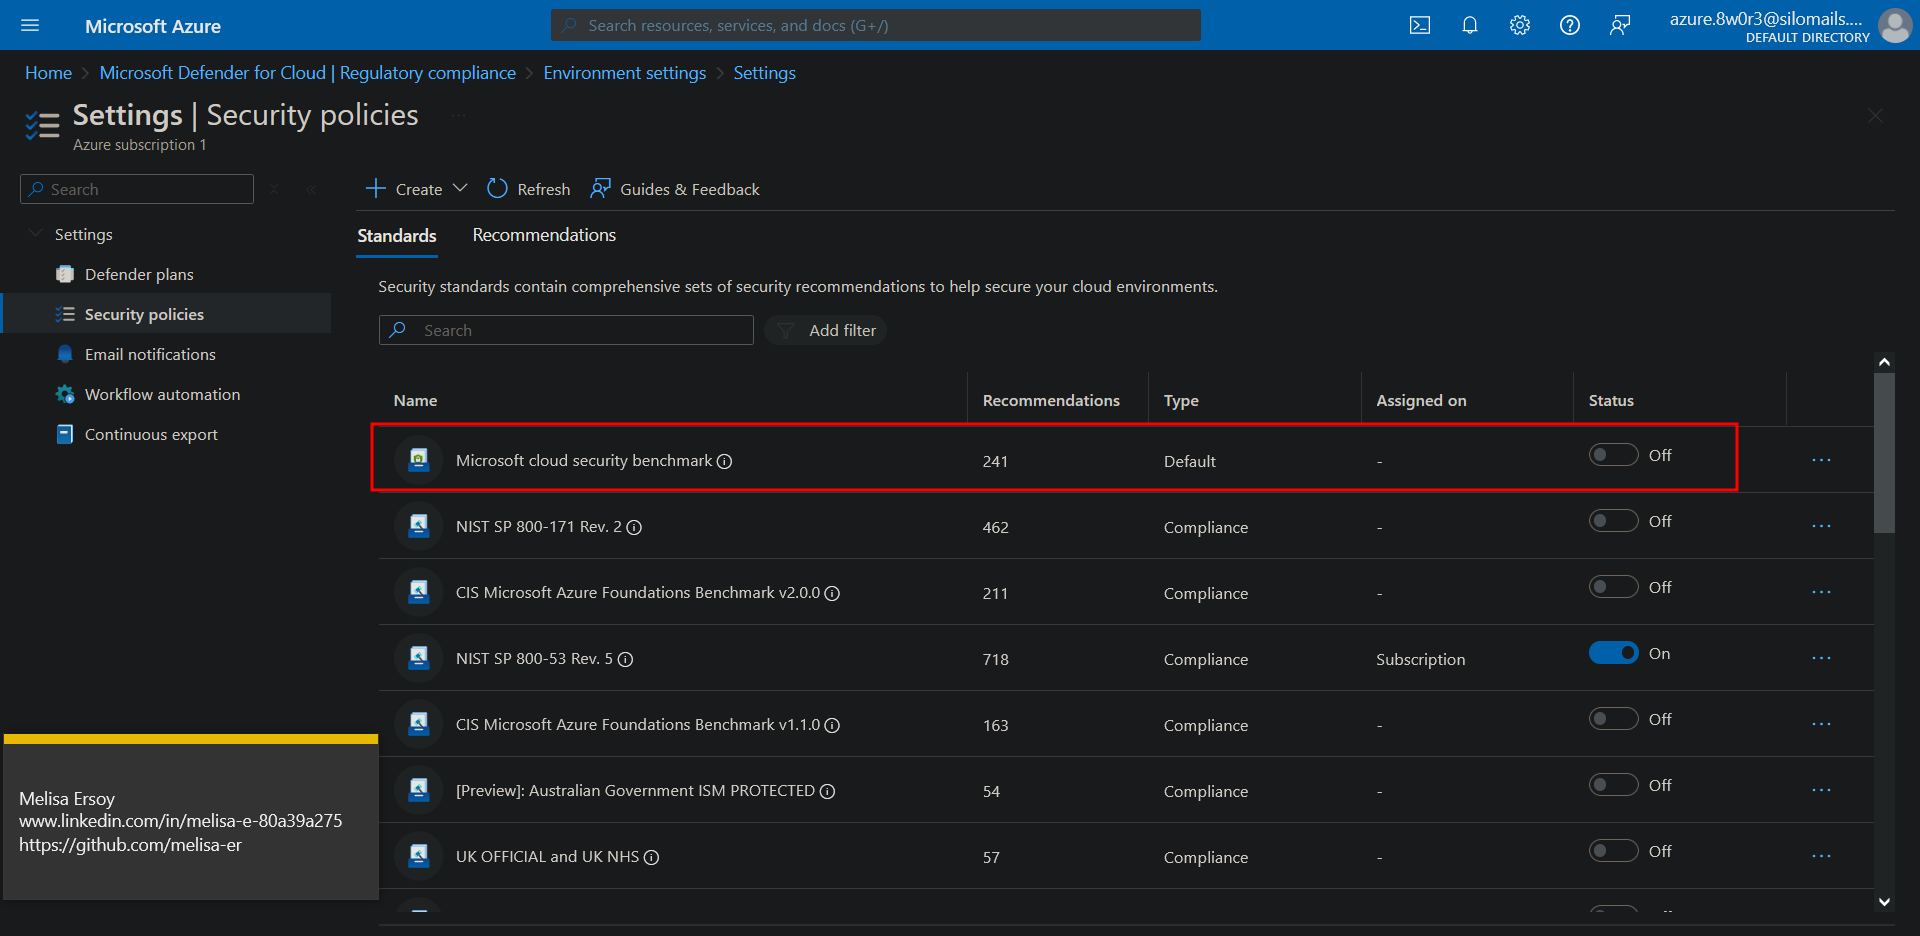 Microsoft Azure
Search resources, services, and docs (G+/)
azure.8w0r3@silomails....
DEFAULT DIRECTORY
Home > Microsoft Defender for Cloud | Regulatory compliance > Environment settings > Settings
Settings | Security policies ...
Azure subscription 1
Search
Settings
Defender plans
Security policies
Email notifications
Workflow automation
Continuous export
Create Refresh Guides & Feedback
Standards Recommendations
Security standards contain comprehensive sets of security recommendations to help secure your cloud environments.
Search Add filter
Name Recommendations Type Assigned on Status
Microsoft cloud security benchmark 241 Default - Off ...
NIST SP 800-171 Rev. 2 462 Compliance - Off ...
CIS Microsoft Azure Foundations Benchmark v2.0.0 211 Compliance - Off ...
NIST SP 800-53 Rev. 5 718 Compliance Subscription On ...
CIS Microsoft Azure Foundations Benchmark v1.1.0 163 Compliance - Off ...
[Preview]: Australian Government ISM PROTECTED 54 Compliance - Off ...
UK OFFICIAL and UK NHS 57 Compliance - Off ...
Melisa Ersoy
www.linkedin.com/in/melisa-e-80a39a275
https://github.com/melisa-er